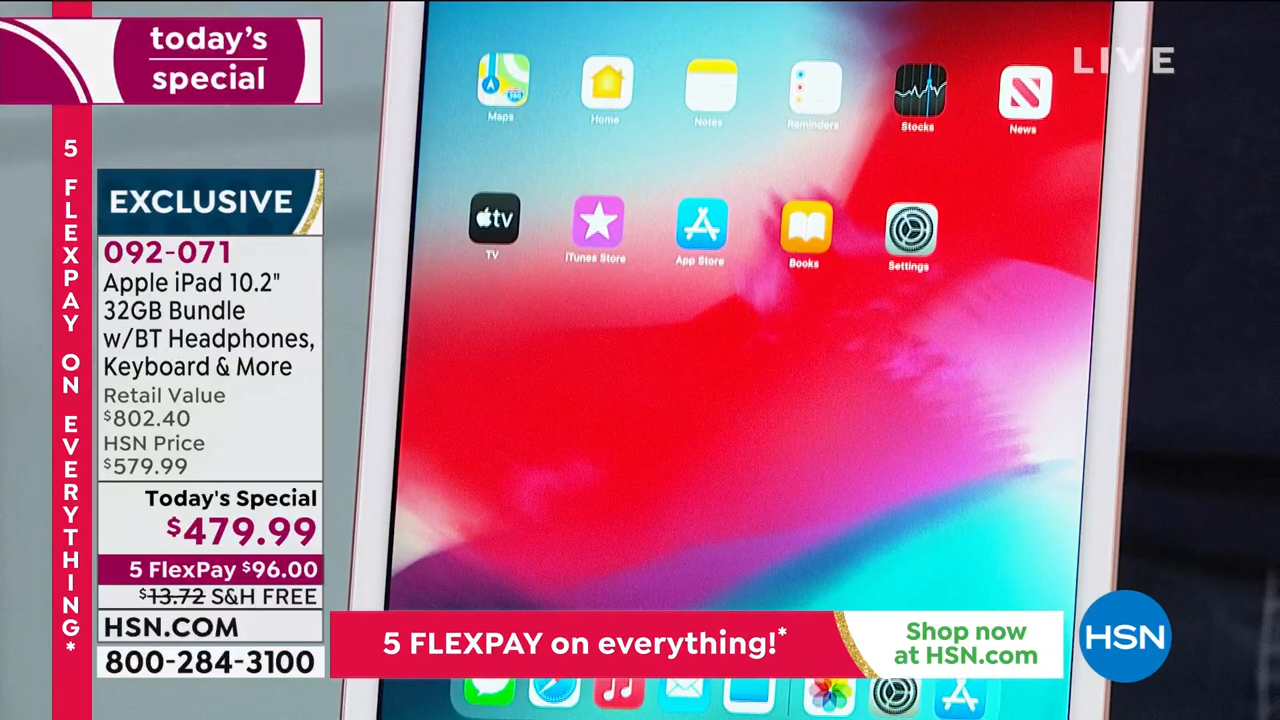 today's
special
LIVE
5 FLEXPAY ON EVERYTHING*
EXCLUSIVE
092-071
Apple iPad 10.2"
32GB Bundle
w/BT Headphones,
Keyboard & More
Retail Value
$802.40
HSN Price
$579.99
Today's Special
$479.99
5 FlexPay $96.00
$13.72 S&H FREE
HSN.COM
800-284-3100
Maps Home Notes Reminders Stocks News
tv
TV iTunes Store App Store Books Settings
5 FLEXPAY on everything!*
Shop now
at HSN.com
HSN